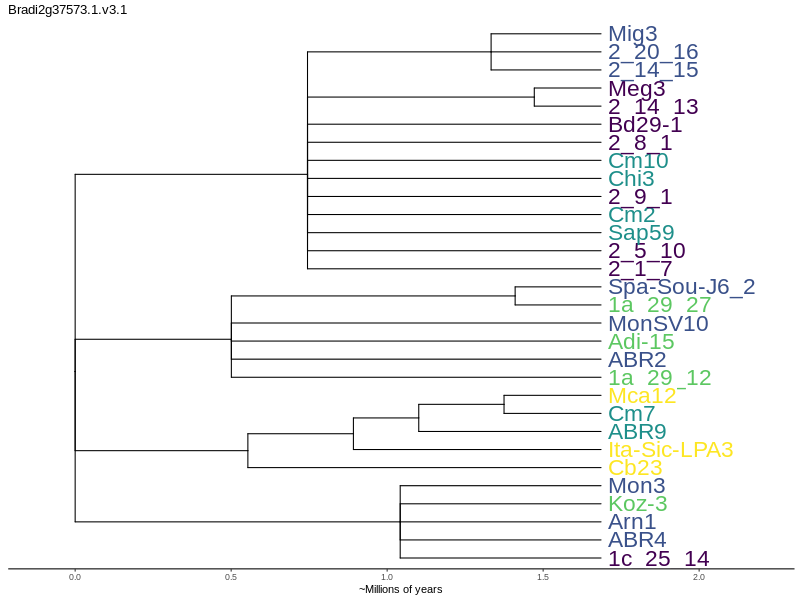 Bradi2g37573.1.v3.1
Mig3
2_20_16
2_14_15
Meg3
2_14_13
Bd29-1
2_8_1
Cm10
Chi3
2_9_1
Cm2
Sap59
2_5_10
2_1_7
Spa-Sou-J6_2
1a_29_27
MonSV10
Adi-15
ABR2
1a_29_12
Mca12
Cm7
ABR9
Ita-Sic-LPA3
Cb23
Mon3
Koz-3
Arn1
ABR4
1c_25_14
0.0 0.5 1.0 1.5 2.0
~Millions of years